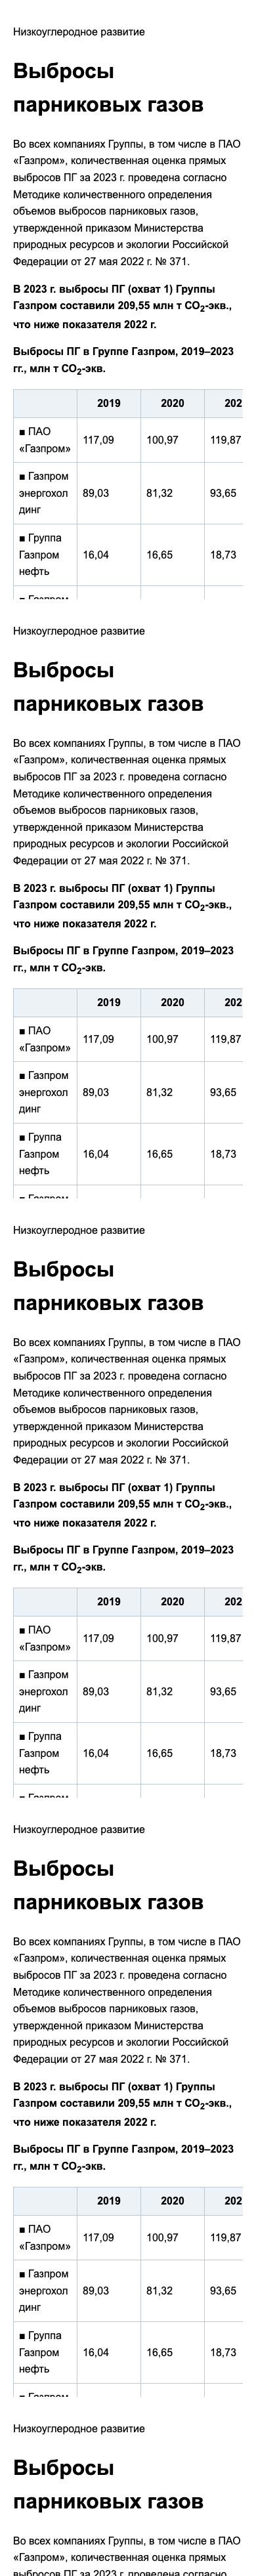 Низкоуглеродное развитие
Выбросы
парниковых газов
Во всех компаниях Группы, в том числе в ПАО
«Газпром», количественная оценка прямых
выбросов ПГ за 2023 г. проведена согласно
Методике количественного определения
объемов выбросов парниковых газов,
утвержденной приказом Министерства
природных ресурсов и экологии Российской
Федерации от 27 мая 2022 г. № 371.
В 2023 г. выбросы ПГ (охват 1) Группы
Газпром составили 209,55 млн т CO2-экв.,
что ниже показателя 2022 г.
Выбросы ПГ в Группе Газпром, 2019–2023
гг., млн т CO2-экв.
2019 2020 202
■ ПАО
«Газпром» 117,09 100,97 119,87
■ Газпром
энергохол 89,03 81,32 93,65
динг
■ Группа
Газпром 16,04 16,65 18,73
нефть
Низкоуглеродное развитие
Выбросы
парниковых газов
Во всех компаниях Группы, в том числе в ПАО
«Газпром», количественная оценка прямых
выбросов ПГ за 2023 г. проведена согласно
Методике количественного определения
объемов выбросов парниковых газов,
утвержденной приказом Министерства
природных ресурсов и экологии Российской
Федерации от 27 мая 2022 г. № 371.
В 2023 г. выбросы ПГ (охват 1) Группы
Газпром составили 209,55 млн т CO2-экв.,
что ниже показателя 2022 г.
Выбросы ПГ в Группе Газпром, 2019–2023
гг., млн т CO2-экв.
2019 2020 202
■ ПАО
«Газпром» 117,09 100,97 119,87
■ Газпром
энергохол 89,03 81,32 93,65
динг
■ Группа
Газпром 16,04 16,65 18,73
нефть
Низкоуглеродное развитие
Выбросы
парниковых газов
Во всех компаниях Группы, в том числе в ПАО
«Газпром», количественная оценка прямых
выбросов ПГ за 2023 г. проведена согласно
Методике количественного определения
объемов выбросов парниковых газов,
утвержденной приказом Министерства
природных ресурсов и экологии Российской
Федерации от 27 мая 2022 г. № 371.
В 2023 г. выбросы ПГ (охват 1) Группы
Газпром составили 209,55 млн т CO2-экв.,
что ниже показателя 2022 г.
Выбросы ПГ в Группе Газпром, 2019–2023
гг., млн т CO2-экв.
2019 2020 202
■ ПАО
«Газпром» 117,09 100,97 119,87
■ Газпром
энергохол 89,03 81,32 93,65
динг
■ Группа
Газпром 16,04 16,65 18,73
нефть
Низкоуглеродное развитие
Выбросы
парниковых газов
Во всех компаниях Группы, в том числе в ПАО
«Газпром», количественная оценка прямых
выбросов ПГ за 2023 г. проведена согласно
Методике количественного определения
объемов выбросов парниковых газов,
утвержденной приказом Министерства
природных ресурсов и экологии Российской
Федерации от 27 мая 2022 г. № 371.
В 2023 г. выбросы ПГ (охват 1) Группы
Газпром составили 209,55 млн т CO2-экв.,
что ниже показателя 2022 г.
Выбросы ПГ в Группе Газпром, 2019–2023
гг., млн т CO2-экв.
2019 2020 202
■ ПАО
«Газпром» 117,09 100,97 119,87
■ Газпром
энергохол 89,03 81,32 93,65
динг
■ Группа
Газпром 16,04 16,65 18,73
нефть
Низкоуглеродное развитие
Выбросы
парниковых газов
Во всех компаниях Группы, в том числе в ПАО
«Газпром», количественная оценка прямых